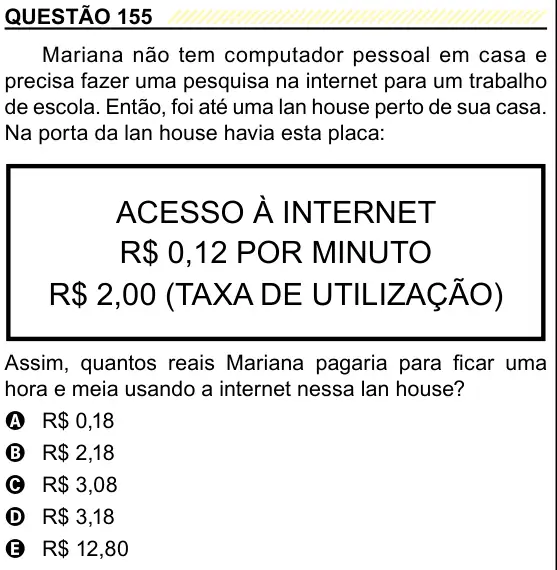 QUESTÃO 155
Mariana não tem computador pessoal em casa e
precisa fazer uma pesquisa na internet para um trabalho
de escola. Então, foi até uma lan house perto de sua casa.
Na porta da lan house havia esta placa:
ACESSO À INTERNET
R$ 0,12 POR MINUTO
R$ 2,00 (TAXA DE UTILIZAÇÃO)
Assim, quantos reais Mariana pagaria para ficar uma
hora e meia usando a internet nessa lan house?
A R$ 0,18
B R$ 2,18
C R$ 3,08
D R$ 3,18
E R$ 12,80